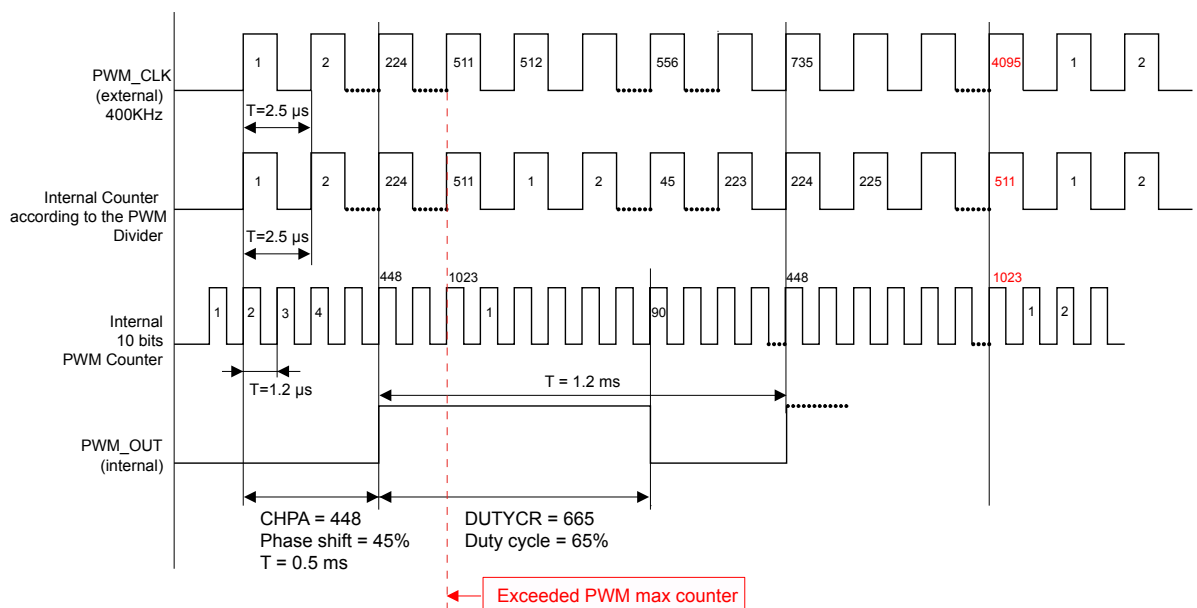 PWM_CLK
(external)
400KHz
1 2 224 511 512 556 735 4095 1 2
T=2.5 µs
Internal Counter
according to the PWM
Divider
1 2 224 511 1 2 45 223 224 225 511 1 2
T=2.5 µs
448 1023 448 1023
Internal
10 bits
PWM Counter
1 2 3 4 1 90 1 2
T=1.2 µs
T = 1.2 ms
PWM_OUT
(internal)
CHPA = 448
Phase shift = 45%
T = 0.5 ms
DUTYCR = 665
Duty cycle = 65%
Exceeded PWM max counter